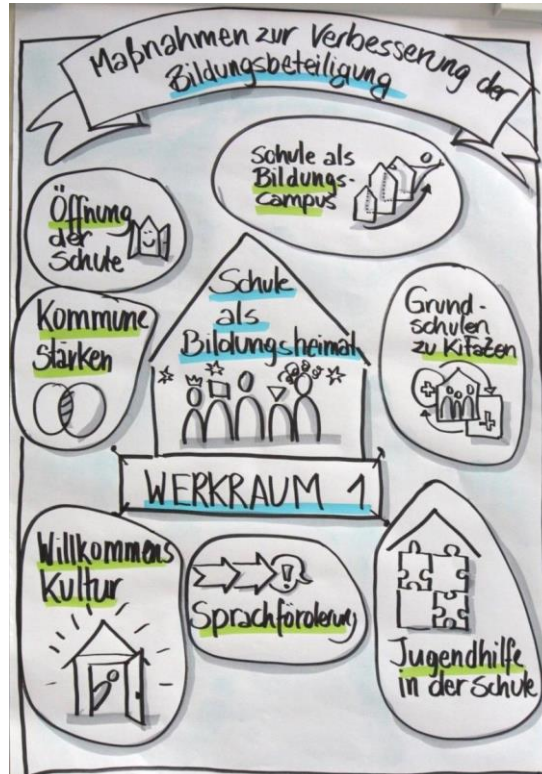 Maßnahmen zur Verbesserung der
Bildungsbeteiligung
Schule als
Bildungs-
campus
Öffnung
der
Schule
Schule
als
Bildungsheimat
Kommune
Stärken
Grund-
schulen
zu KiFaZen
WERKRAUM 1
Willkommens
Kultur
Sprachförderung
Jugendhilfe
in der Schule